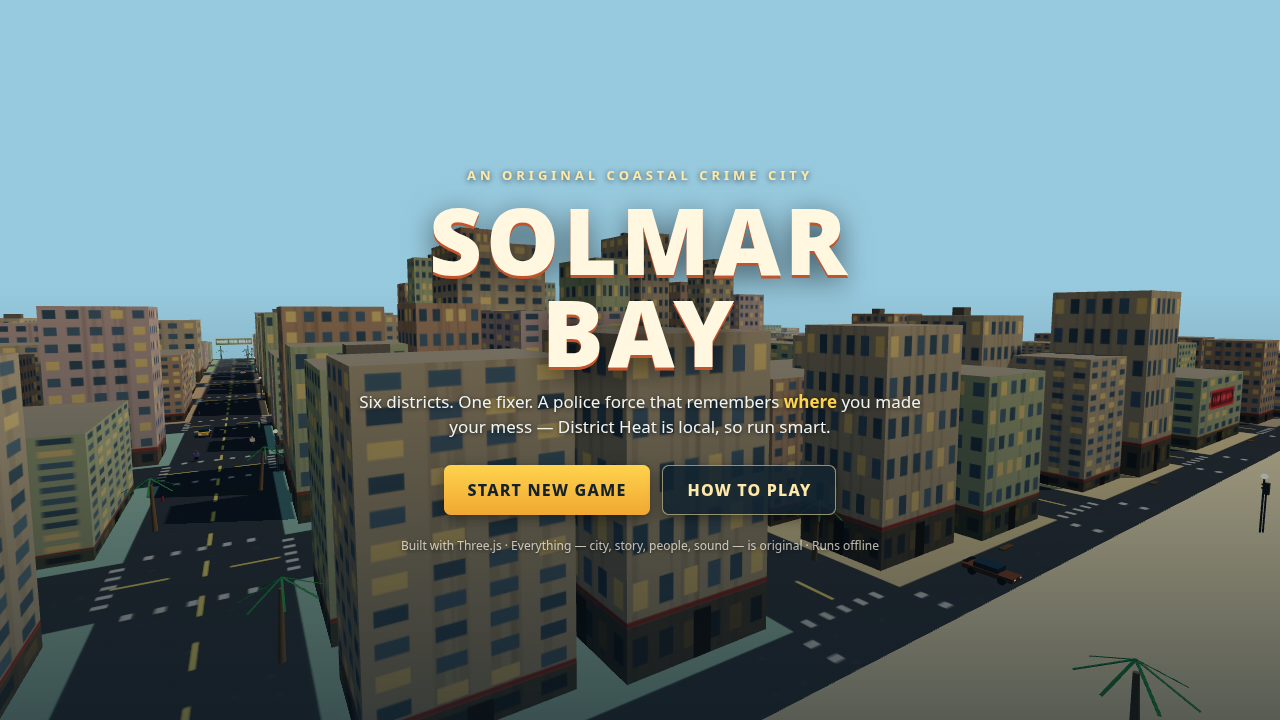 AN ORIGINAL COASTAL CRIME CITY
SOLMAR
BAY
Six districts. One fixer. A police force that remembers where you made
your mess — District Heat is local, so run smart.
START NEW GAME
HOW TO PLAY
Built with Three.js · Everything — city, story, people, sound — is original · Runs offline